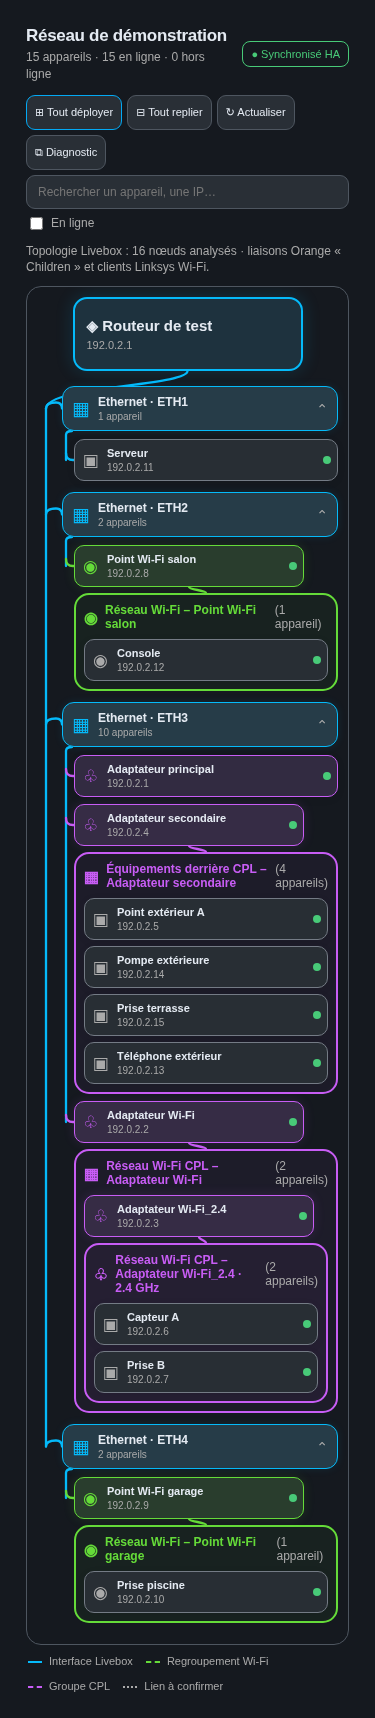 Réseau de démonstration
15 appareils · 15 en ligne · 0 hors
ligne
● Synchronisé HA
⊞ Tout déployer
⊟ Tout replier
↻ Actualiser
⧉ Diagnostic
Rechercher un appareil, une IP…
En ligne
Topologie Livebox : 16 nœuds analysés · liaisons Orange «
Children » et clients Linksys Wi-Fi.
◈ Routeur de test
192.0.2.1
Ethernet · ETH1
1 appareil
Serveur
192.0.2.11
Ethernet · ETH2
2 appareils
Point Wi-Fi salon
192.0.2.8
Réseau Wi-Fi – Point Wi-Fi
salon
(1
appareil)
Console
192.0.2.12
Ethernet · ETH3
10 appareils
Adaptateur principal
192.0.2.1
Adaptateur secondaire
192.0.2.4
Équipements derrière CPL –
Adaptateur secondaire
(4
appareils)
Point extérieur A
192.0.2.5
Pompe extérieure
192.0.2.14
Prise terrasse
192.0.2.15
Téléphone extérieur
192.0.2.13
Adaptateur Wi-Fi
192.0.2.2
Réseau Wi-Fi CPL –
Adaptateur Wi-Fi
(2
appareils)
Adaptateur Wi-Fi_2.4
192.0.2.3
Réseau Wi-Fi CPL –
Adaptateur Wi-Fi_2.4 ·
2.4 GHz
(2
appareils)
Capteur A
192.0.2.6
Prise B
192.0.2.7
Ethernet · ETH4
2 appareils
Point Wi-Fi garage
192.0.2.9
Réseau Wi-Fi – Point Wi-Fi
garage
(1
appareil)
Prise piscine
192.0.2.10
Interface Livebox
Regroupement Wi-Fi
Groupe CPL
Lien à confirmer